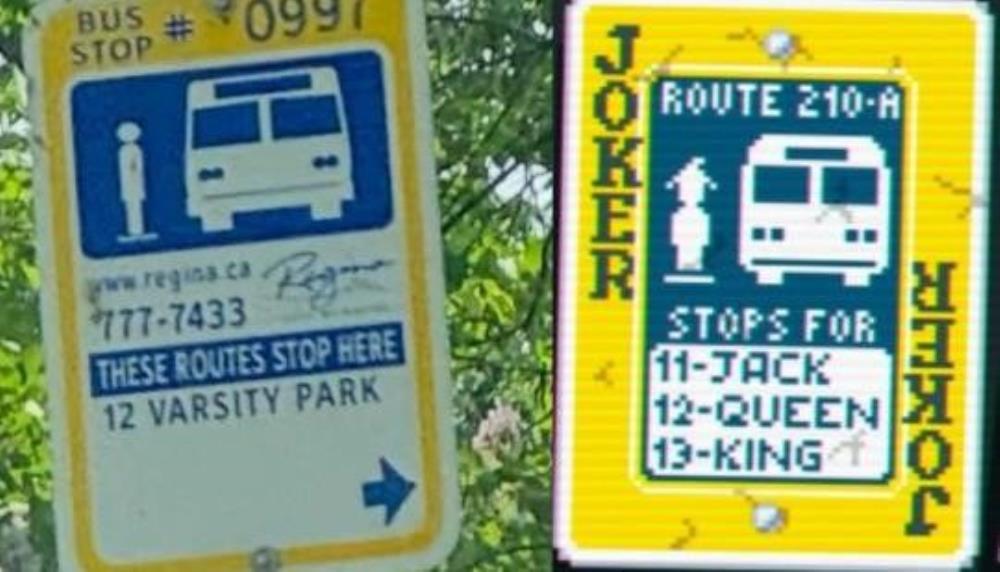 BUS
STOP # 0997
www.regina.ca Regina
777-7433
THESE ROUTES STOP HERE
12 VARSITY PARK
JOKER
ROUTE 210-A
STOPS FOR
11-JACK
12-QUEEN
13-KING
JOKER